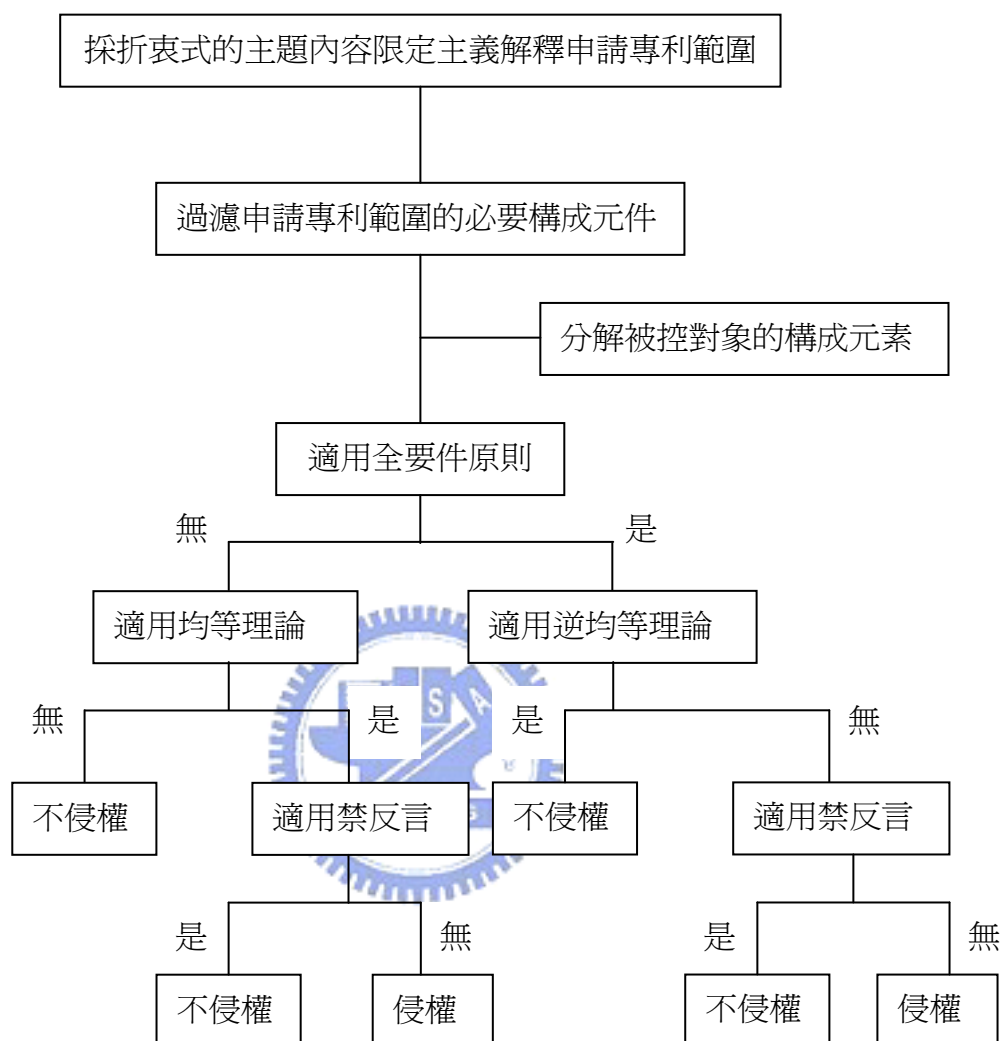 採折衷式的主題內容限定主義解釋申請專利範圍
過濾申請專利範圍的必要構成元件
分解被控對象的構成元素
適用全要件原則
無
是
適用均等理論
適用逆均等理論
S
A
無
是
是
無
不侵權
適用禁反言
不侵權
適用禁反言
是
無
是
無
不侵權
侵權
不侵權
侵權